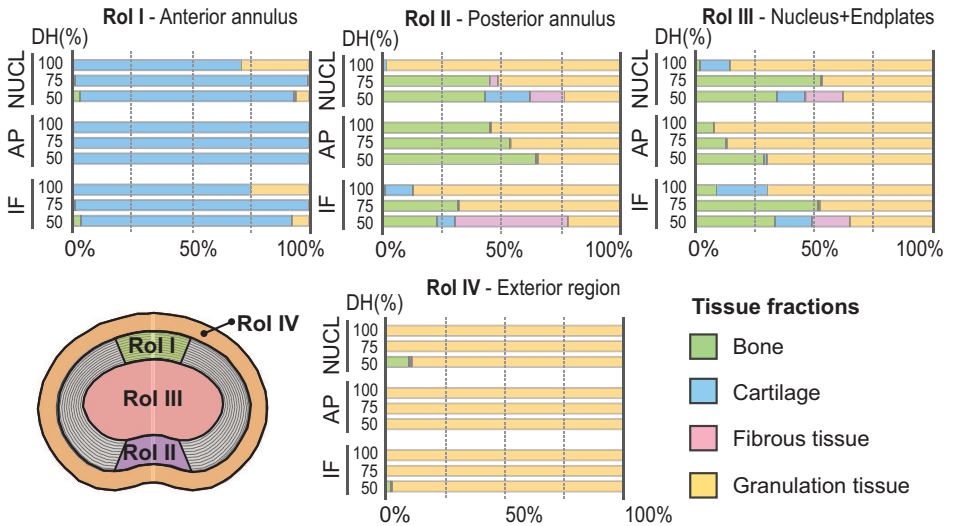 RoI I - Anterior annulus
DH(%)
NUCL
100
75
50
AP
100
75
50
IF
100
75
50
0% 50% 100%
RoI II - Posterior annulus
DH(%)
NUCL
100
75
50
AP
100
75
50
IF
100
75
50
0% 50% 100%
RoI III - Nucleus+Endplates
DH(%)
NUCL
100
75
50
AP
100
75
50
IF
100
75
50
0% 50% 100%
RoI IV
RoI I
RoI III
RoI II
RoI IV - Exterior region
DH(%)
NUCL
100
75
50
AP
100
75
50
IF
100
75
50
0% 50% 100%
Tissue fractions
Bone
Cartilage
Fibrous tissue
Granulation tissue